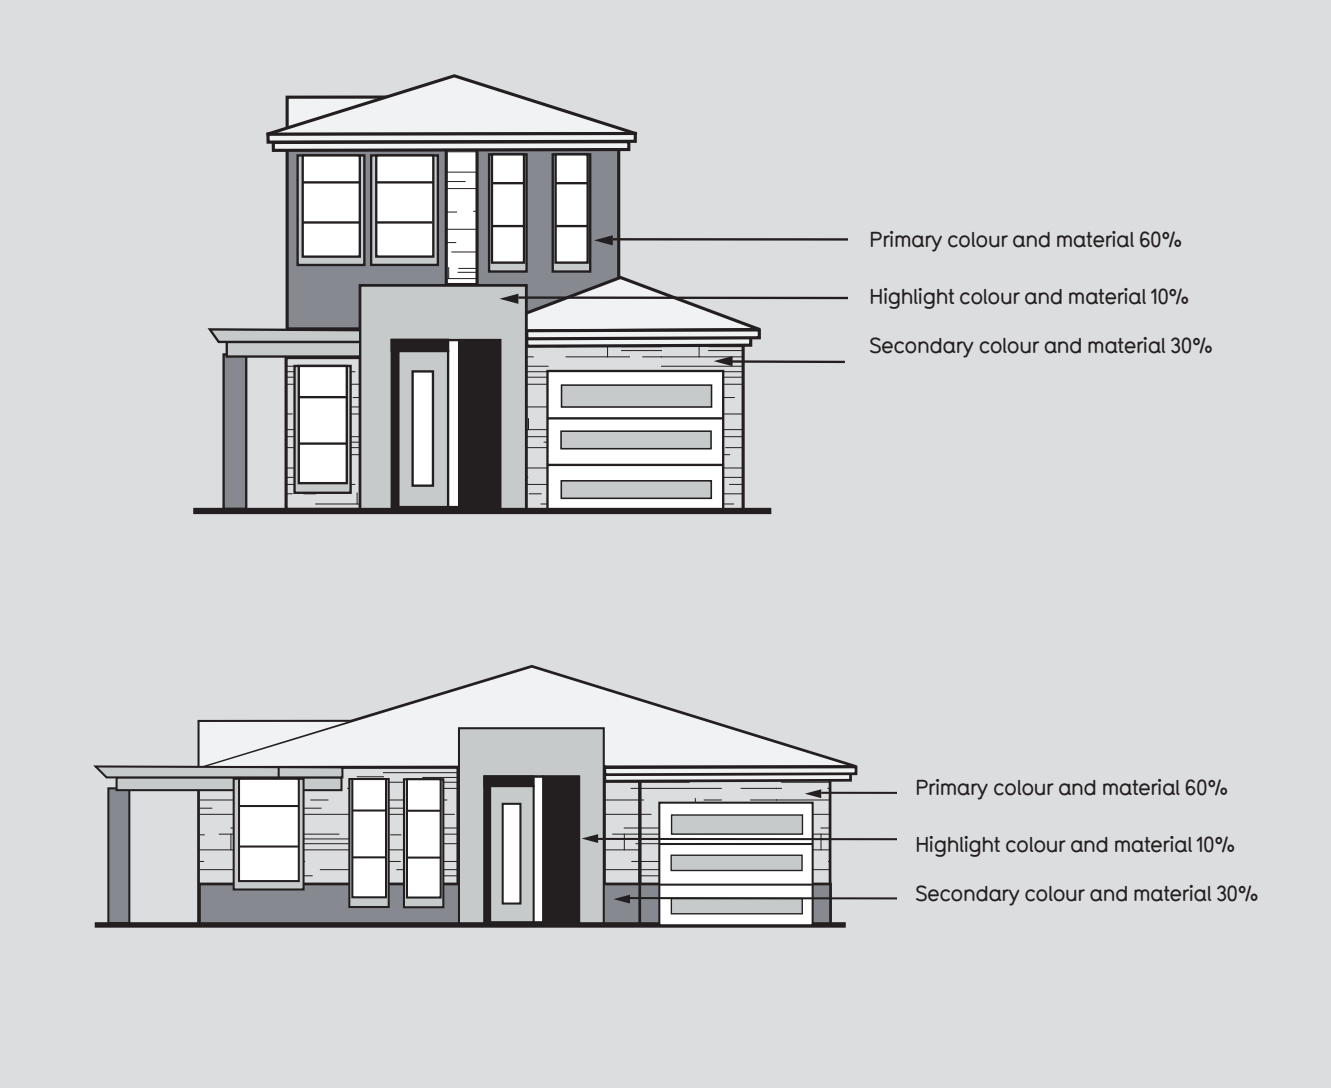 Primary colour and material 60%
Highlight colour and material 10%
Secondary colour and material 30%
Primary colour and material 60%
Highlight colour and material 10%
Secondary colour and material 30%